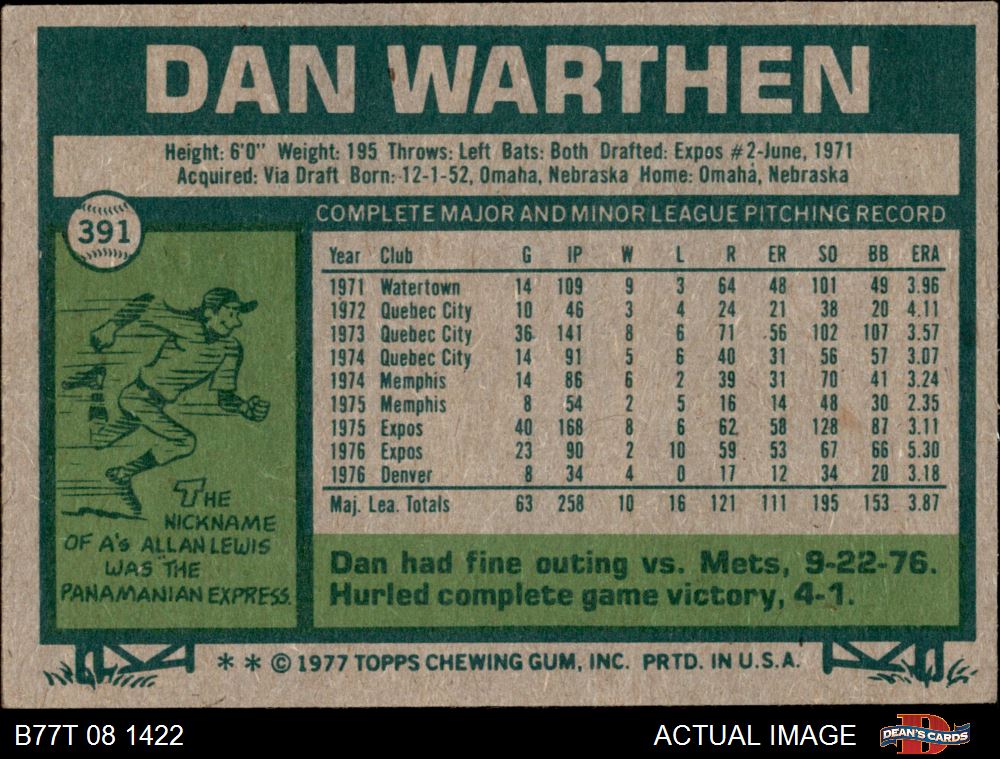 DAN WARTHEN
Height: 6'0" Weight: 195 Throws: Left Bats: Both Drafted: Expos #2-June, 1971
Acquired: Via Draft Born: 12-1-52, Omaha, Nebraska Home: Omaha, Nebraska
391
COMPLETE MAJOR AND MINOR LEAGUE PITCHING RECORD
Year Club G IP W L R ER SO BB ERA
1971 Watertown 14 109 9 3 64 48 101 49 3.96
1972 Quebec City 10 46 3 4 24 21 38 20 4.11
1973 Quebec City 36 141 8 6 71 56 102 107 3.57
1974 Quebec City 14 91 5 6 40 31 56 57 3.07
1974 Memphis 14 86 6 2 39 31 70 41 3.24
1975 Memphis 8 54 2 5 16 14 48 30 2.35
1975 Expos 40 168 8 6 62 58 128 87 3.11
1976 Expos 23 90 2 10 59 53 67 66 5.30
1976 Denver 8 34 4 0 17 12 34 20 3.18
Maj. Lea. Totals 63 258 10 16 121 111 195 153 3.87
THE
NICKNAME
OF A's ALLAN LEWIS
WAS THE
PANAMANIAN EXPRESS.
Dan had fine outing vs. Mets, 9-22-76.
Hurled complete game victory, 4-1.
* * © 1977 TOPPS CHEWING GUM, INC. PRTD. IN U.S.A.
B77T 08 1422
ACTUAL IMAGE
D
DEAN'S CARDS